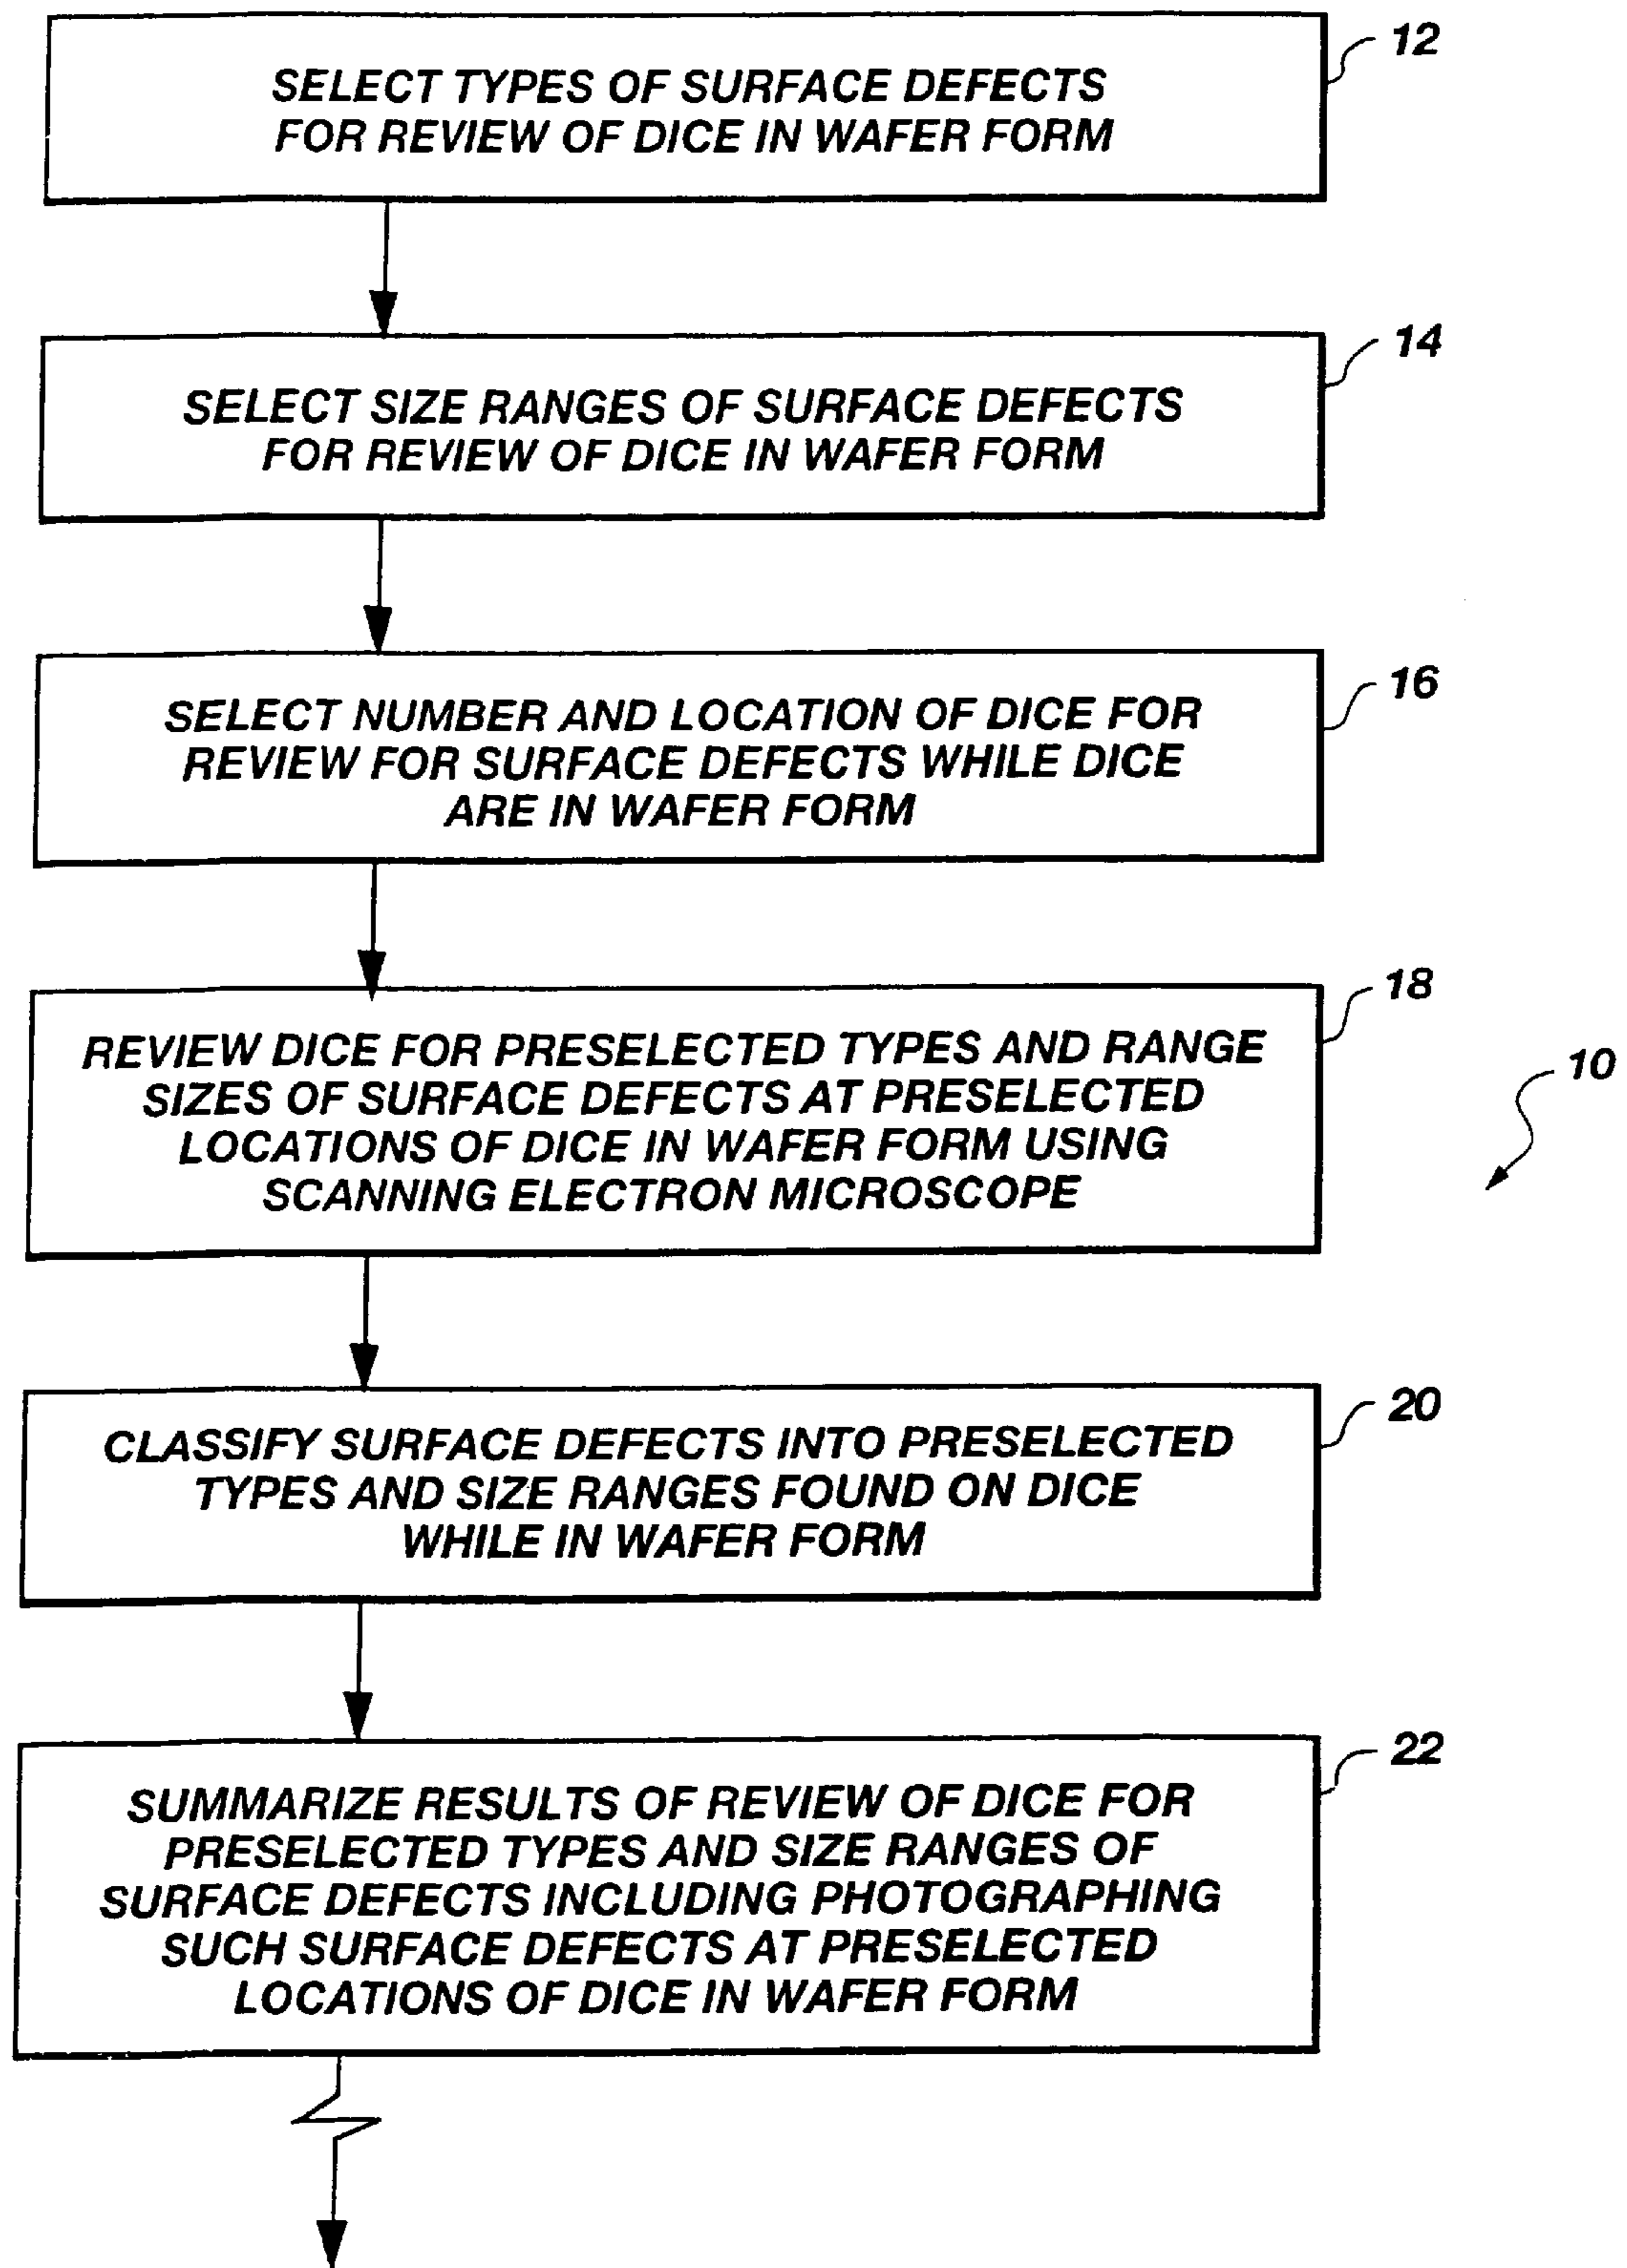 12
SELECT TYPES OF SURFACE DEFECTS
FOR REVIEW OF DICE IN WAFER FORM
14
SELECT SIZE RANGES OF SURFACE DEFECTS
FOR REVIEW OF DICE IN WAFER FORM
16
SELECT NUMBER AND LOCATION OF DICE FOR
REVIEW FOR SURFACE DEFECTS WHILE DICE
ARE IN WAFER FORM
18
REVIEW DICE FOR PRESELECTED TYPES AND RANGE
SIZES OF SURFACE DEFECTS AT PRESELECTED
LOCATIONS OF DICE IN WAFER FORM USING
SCANNING ELECTRON MICROSCOPE
10
20
CLASSIFY SURFACE DEFECTS INTO PRESELECTED
TYPES AND SIZE RANGES FOUND ON DICE
WHILE IN WAFER FORM
22
SUMMARIZE RESULTS OF REVIEW OF DICE FOR
PRESELECTED TYPES AND SIZE RANGES OF
SURFACE DEFECTS INCLUDING PHOTOGRAPHING
SUCH SURFACE DEFECTS AT PRESELECTED
LOCATIONS OF DICE IN WAFER FORM